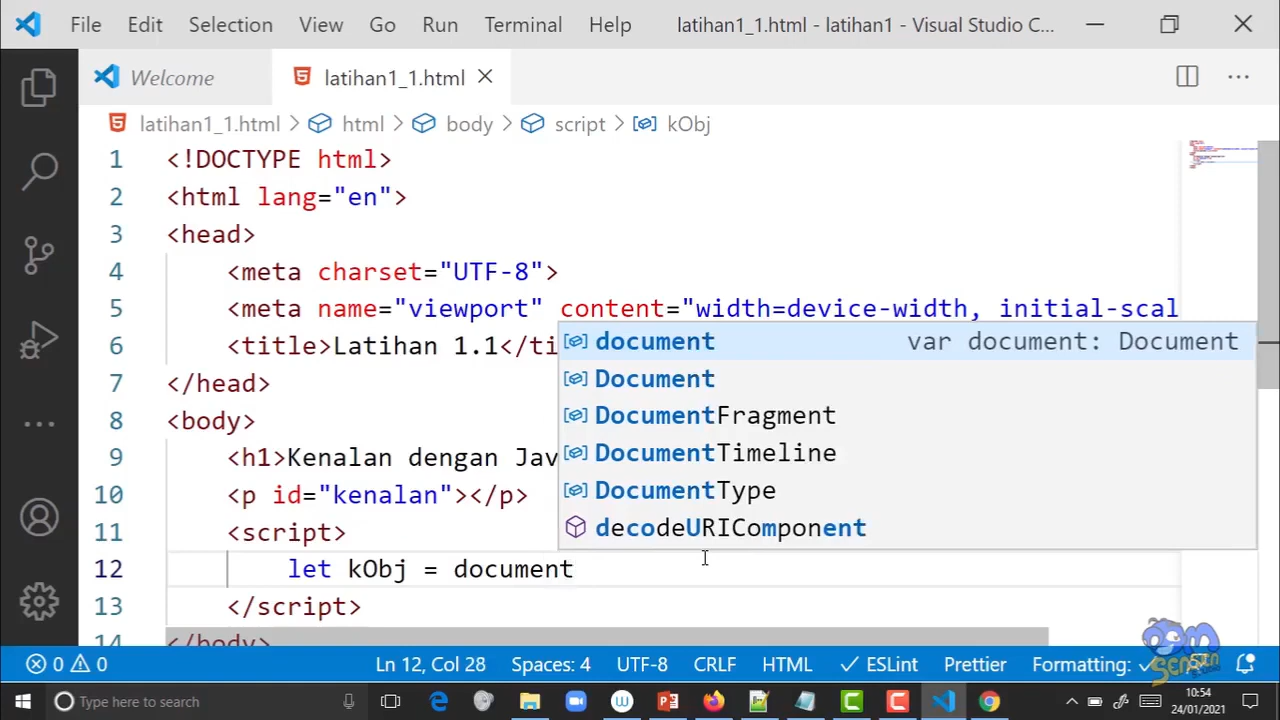 File Edit Selection View Go Run Terminal Help latihan1_1.html - latihan1 - Visual Studio C...
Welcome latihan1_1.html
latihan1_1.html > html > body > script > kObj
1 <!DOCTYPE html>
2 <html lang="en">
3 <head>
4 <meta charset="UTF-8">
5 <meta name="viewport" content="width=device-width, initial-scal
6 <title>Latihan 1.1</ti
7 </head>
8 <body>
9 <h1>Kenalan dengan Jav
10 <p id="kenalan"></p>
11 <script>
12 let kObj = document
13 </script>
14 </body>
document var document: Document
Document
DocumentFragment
DocumentTimeline
DocumentType
decodeURIComponent
0 0 Ln 12, Col 28 Spaces: 4 UTF-8 CRLF HTML ESLint Prettier Formatting:
Type here to search
10:54
24/01/2021